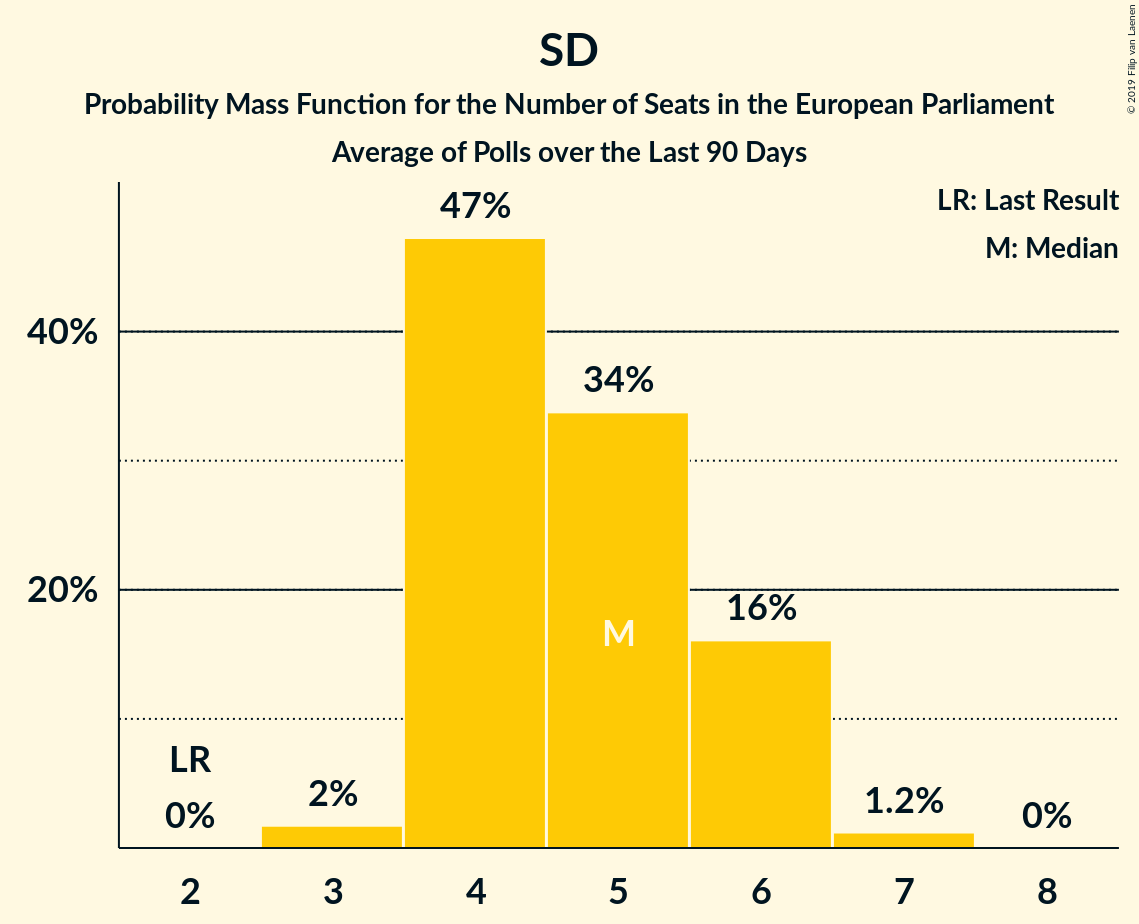 SD
Probability Mass Function for the Number of Seats in the European Parliament
Average of Polls over the Last 90 Days
© 2019 Filip van Laenen
LR: Last Result
M: Median
47%
40%
34%
20%
16%
M
LR
0%
2%
1.2%
0%
2 3 4 5 6 7 8